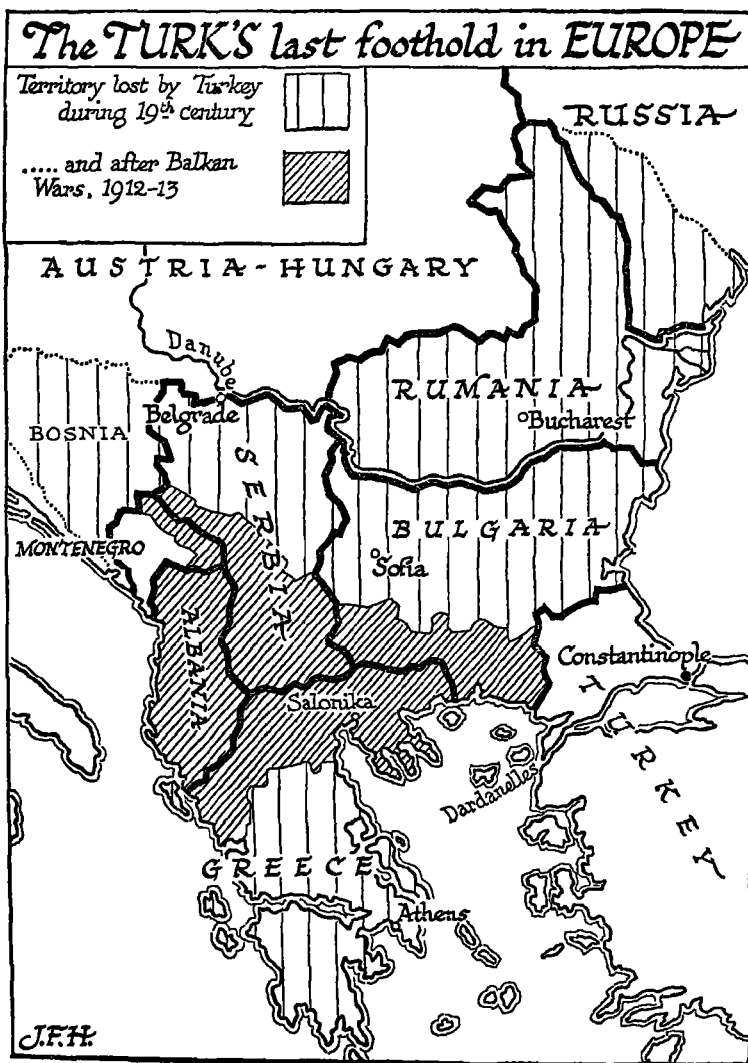 The TURK'S last foothold in EUROPE
Territory lost by Turkey
during 19th century
..... and after Balkan
Wars, 1912-13
RUSSIA
AUSTRIA-HUNGARY
Danube
RUMANIA
Belgrade
Bucharest
BOSNIA
SERBIA
BULGARIA
MONTENEGRO
Sofia
ALBANIA
Constantinople
Salonika
TURKEY
Dardanelles
GREECE
Athens
J.F.H.